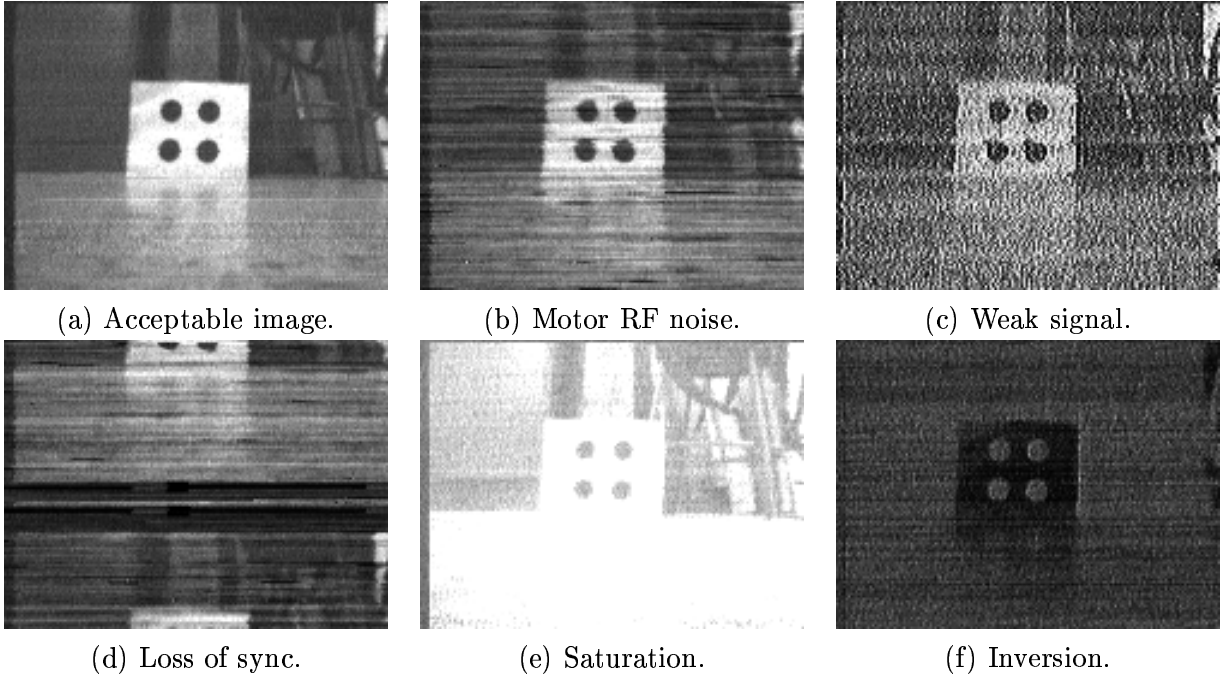 (a) Acceptable image.
(b) Motor RF noise.
(c) Weak signal.
(d) Loss of sync.
(e) Saturation.
(f) Inversion.